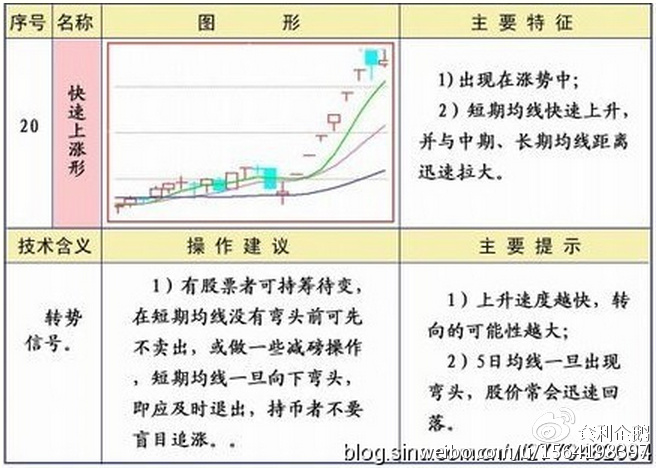 序号 名称 图 形 主要特征
20
快速上涨形
1)出现在涨势中;
2)短期均线快速上升,
并与中期、长期均线距离
迅速拉大。
技术含义 操作建议 主要提示
转势
信号。
1)有股票者可持筹待变,
在短期均线没有弯头前可先
不卖出,或做一些减磅操作
,短期均线一旦向下弯头,
即应及时退出,持币者不要
盲目追涨。.
1)上升速度越快,转
向的可能性越大;
2)5日均线一旦出现
弯头,股价常会迅速回
落。
套利企鹅